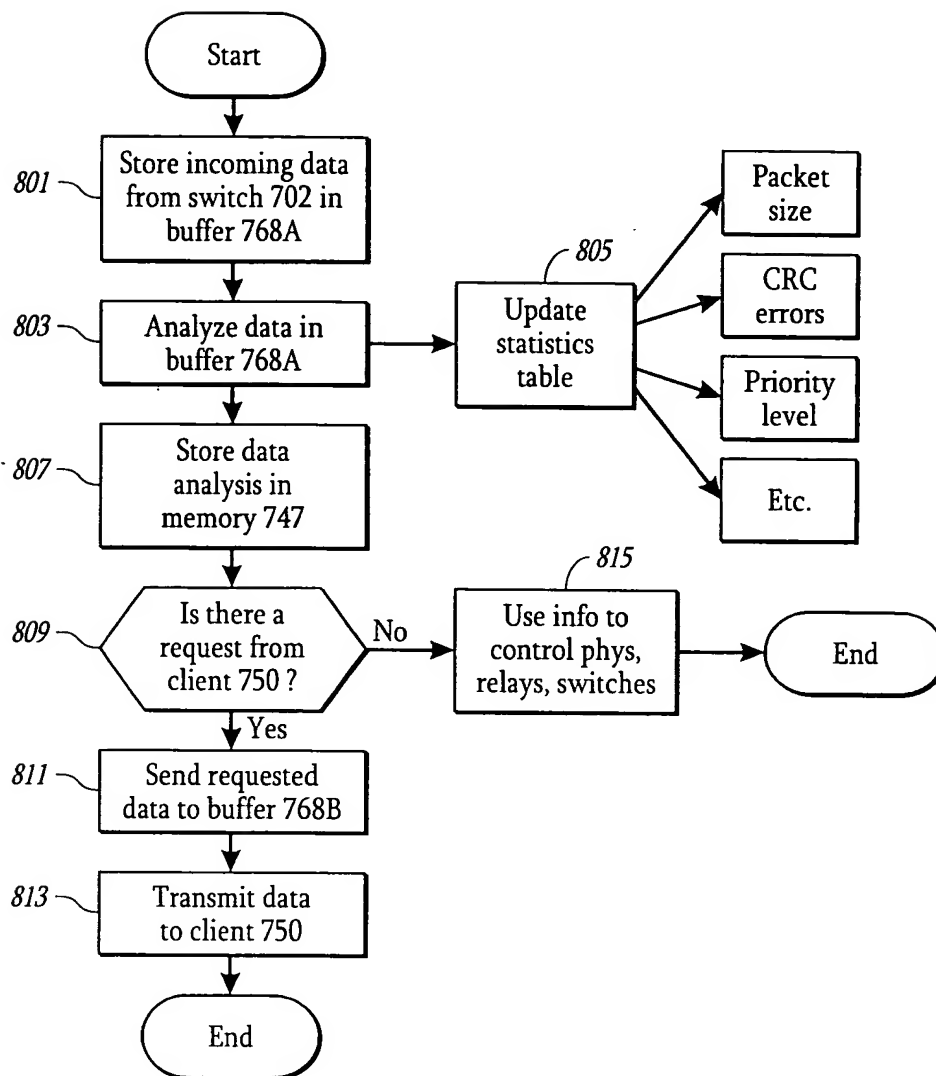 Start
801
Store incoming data
from switch 702 in
buffer 768A
803
Analyze data in
buffer 768A
805
Update
statistics
table
Packet
size
CRC
errors
Priority
level
Etc.
807
Store data
analysis in
memory 747
809
Is there a
request from
client 750 ?
No
815
Use info to
control phys,
relays, switches
End
Yes
811
Send requested
data to buffer 768B
813
Transmit data
to client 750
End